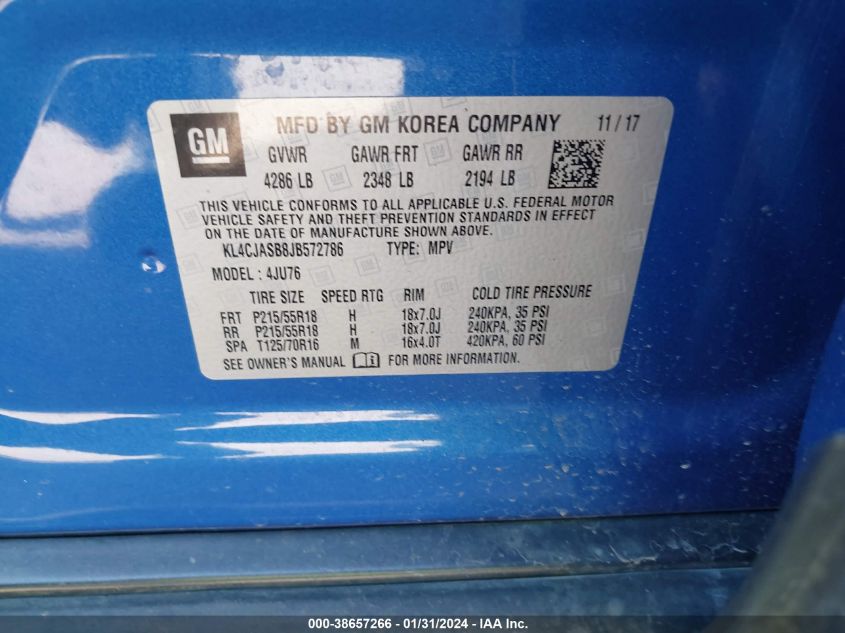 GM MFD BY GM KOREA COMPANY 11/17
GVWR GAWR FRT GAWR RR
4286 LB 2348 LB 2194 LB
THIS VEHICLE CONFORMS TO ALL APPLICABLE U.S. FEDERAL MOTOR
VEHICLE SAFETY AND THEFT PREVENTION STANDARDS IN EFFECT
ON THE DATE OF MANUFACTURE SHOWN ABOVE.
KL4CJASB8JB572786 TYPE: MPV
MODEL: 4JU76
TIRE SIZE SPEED RTG RIM COLD TIRE PRESSURE
FRT P215/55R18 H 18x7.0J 240KPA, 35 PSI
RR P215/55R18 H 18x7.0J 240KPA, 35 PSI
SPA T125/70R16 M 16x4.0T 420KPA, 60 PSI
SEE OWNER'S MANUAL FOR MORE INFORMATION.
000-38657266 - 01/31/2024 - IAA Inc.